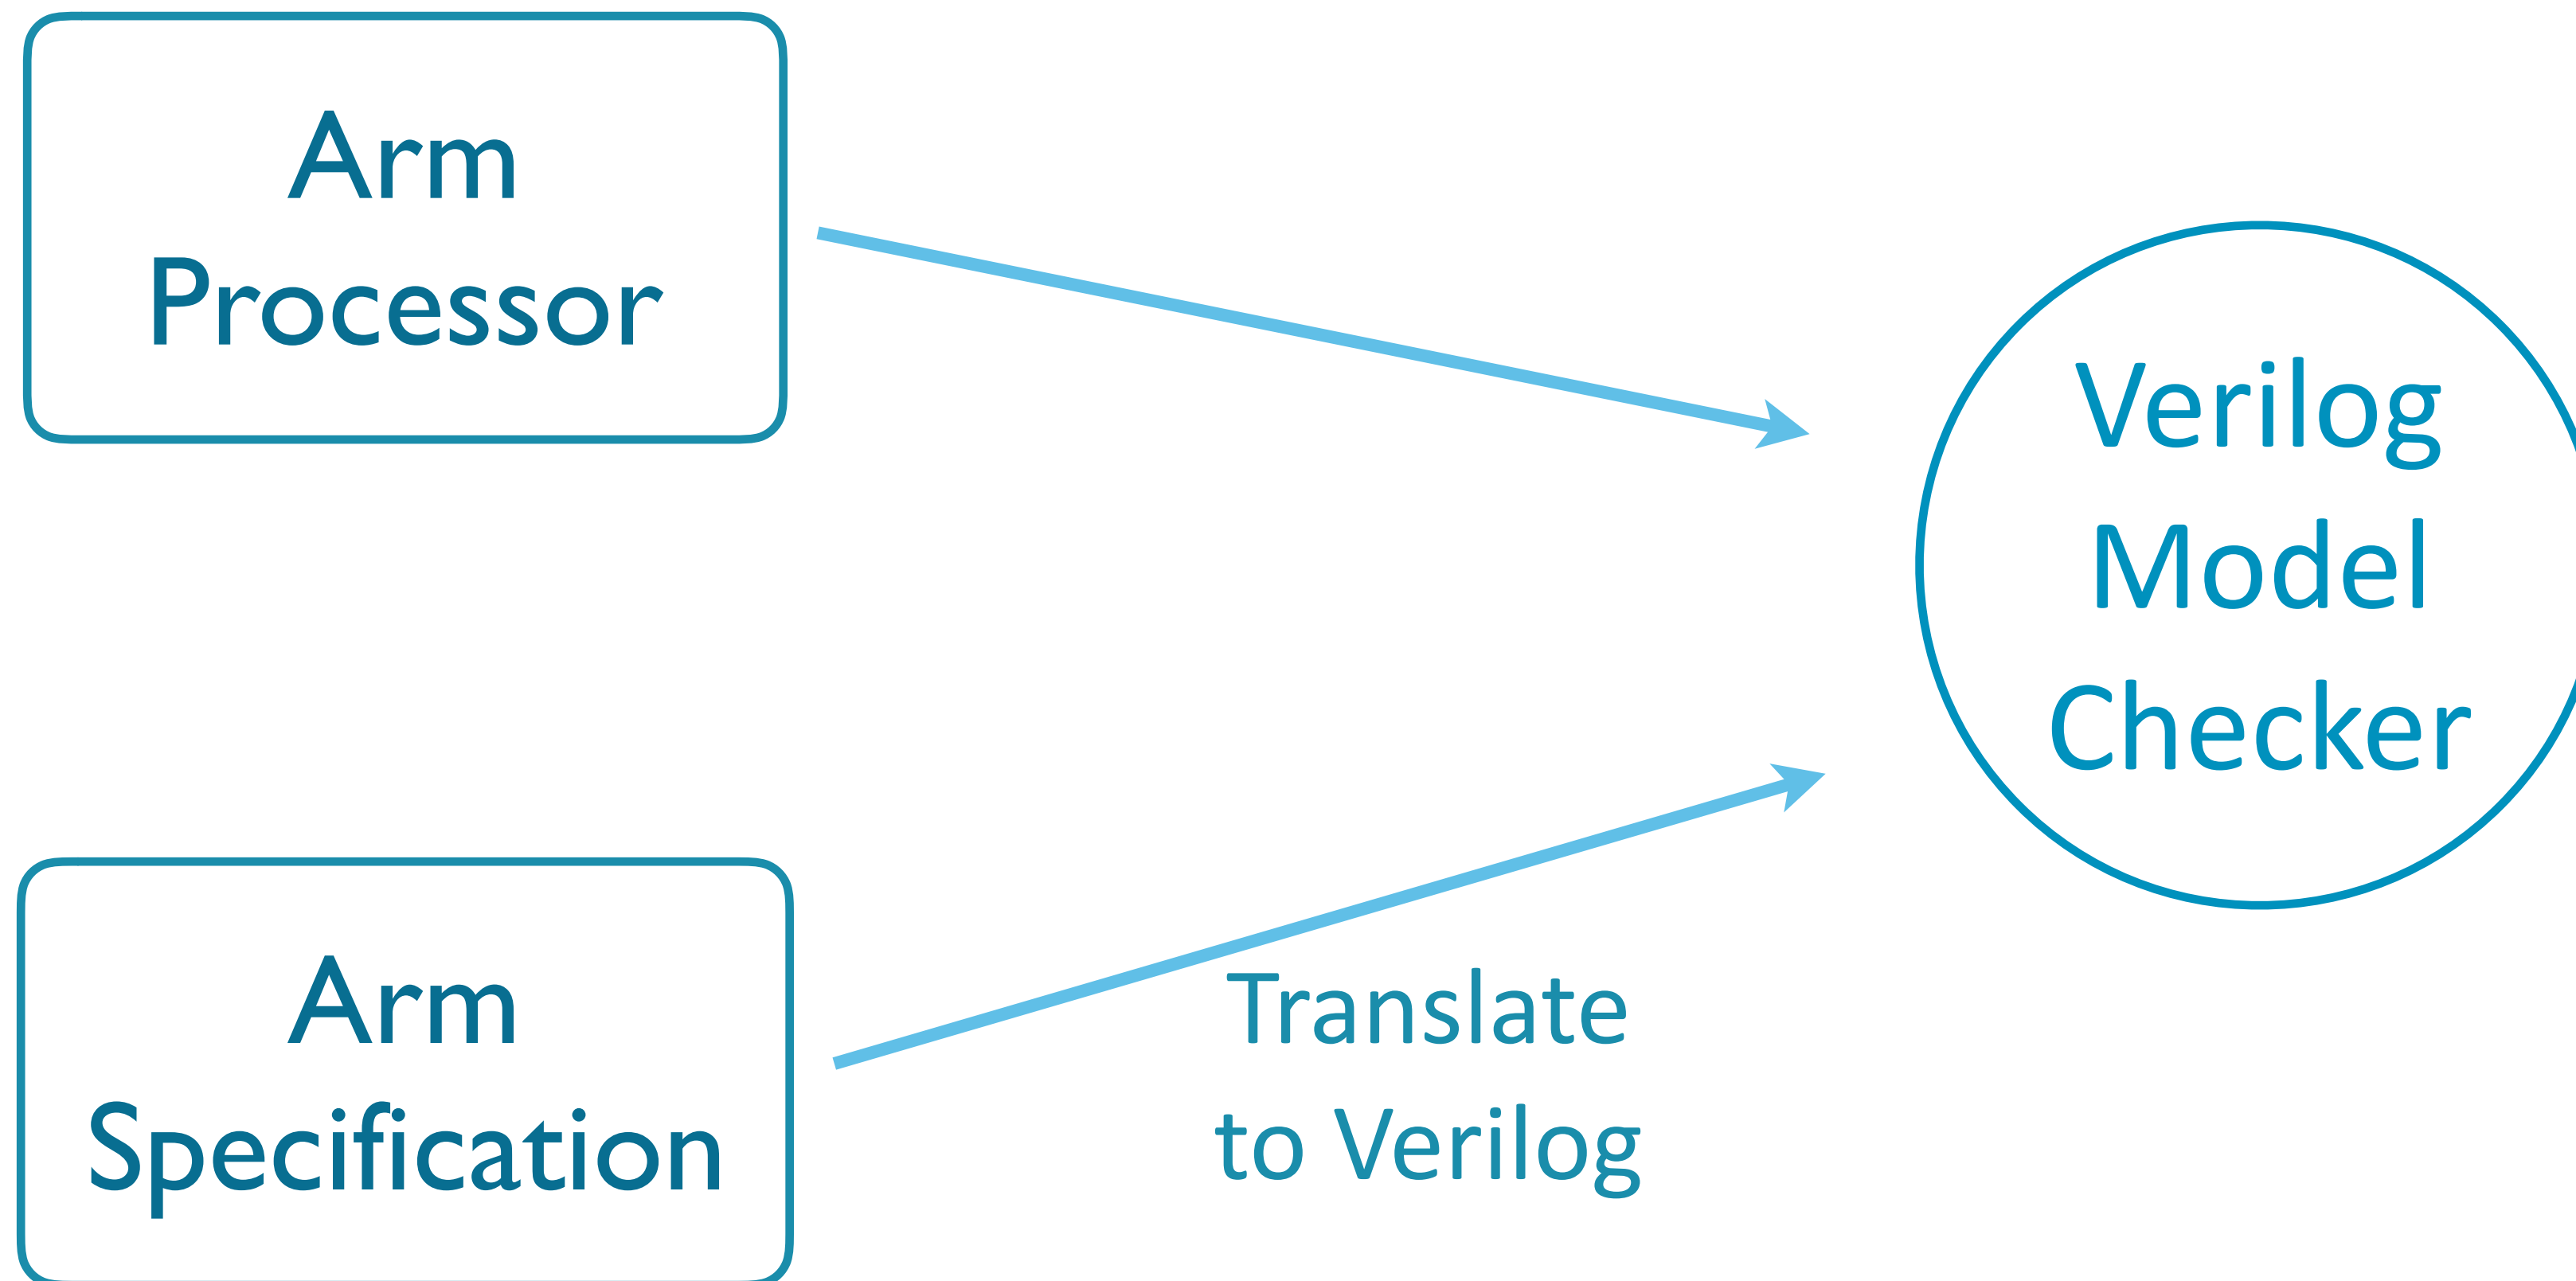 Arm
Processor
Verilog
Model
Checker
Arm
Specification
Translate
to Verilog